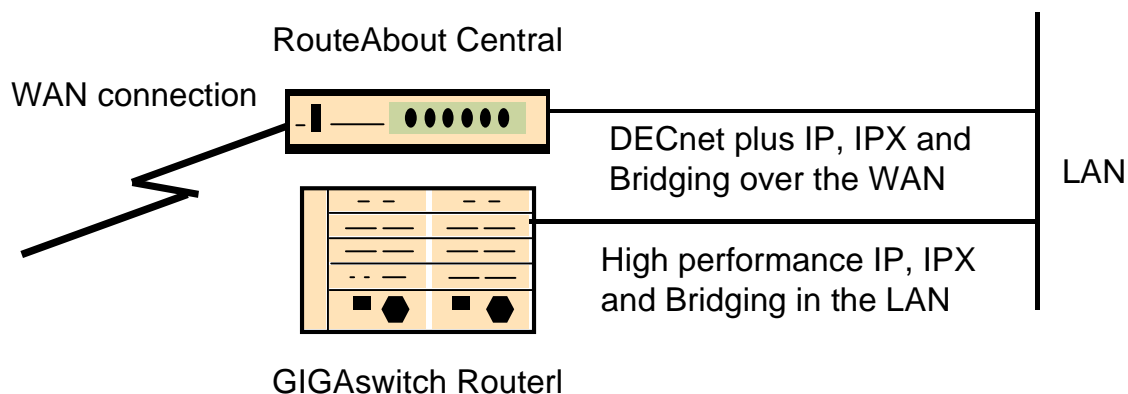 RouteAbout Central
WAN connection
DECnet plus IP, IPX and
Bridging over the WAN
LAN
High performance IP, IPX
and Bridging in the LAN
GIGAswitch Routerl